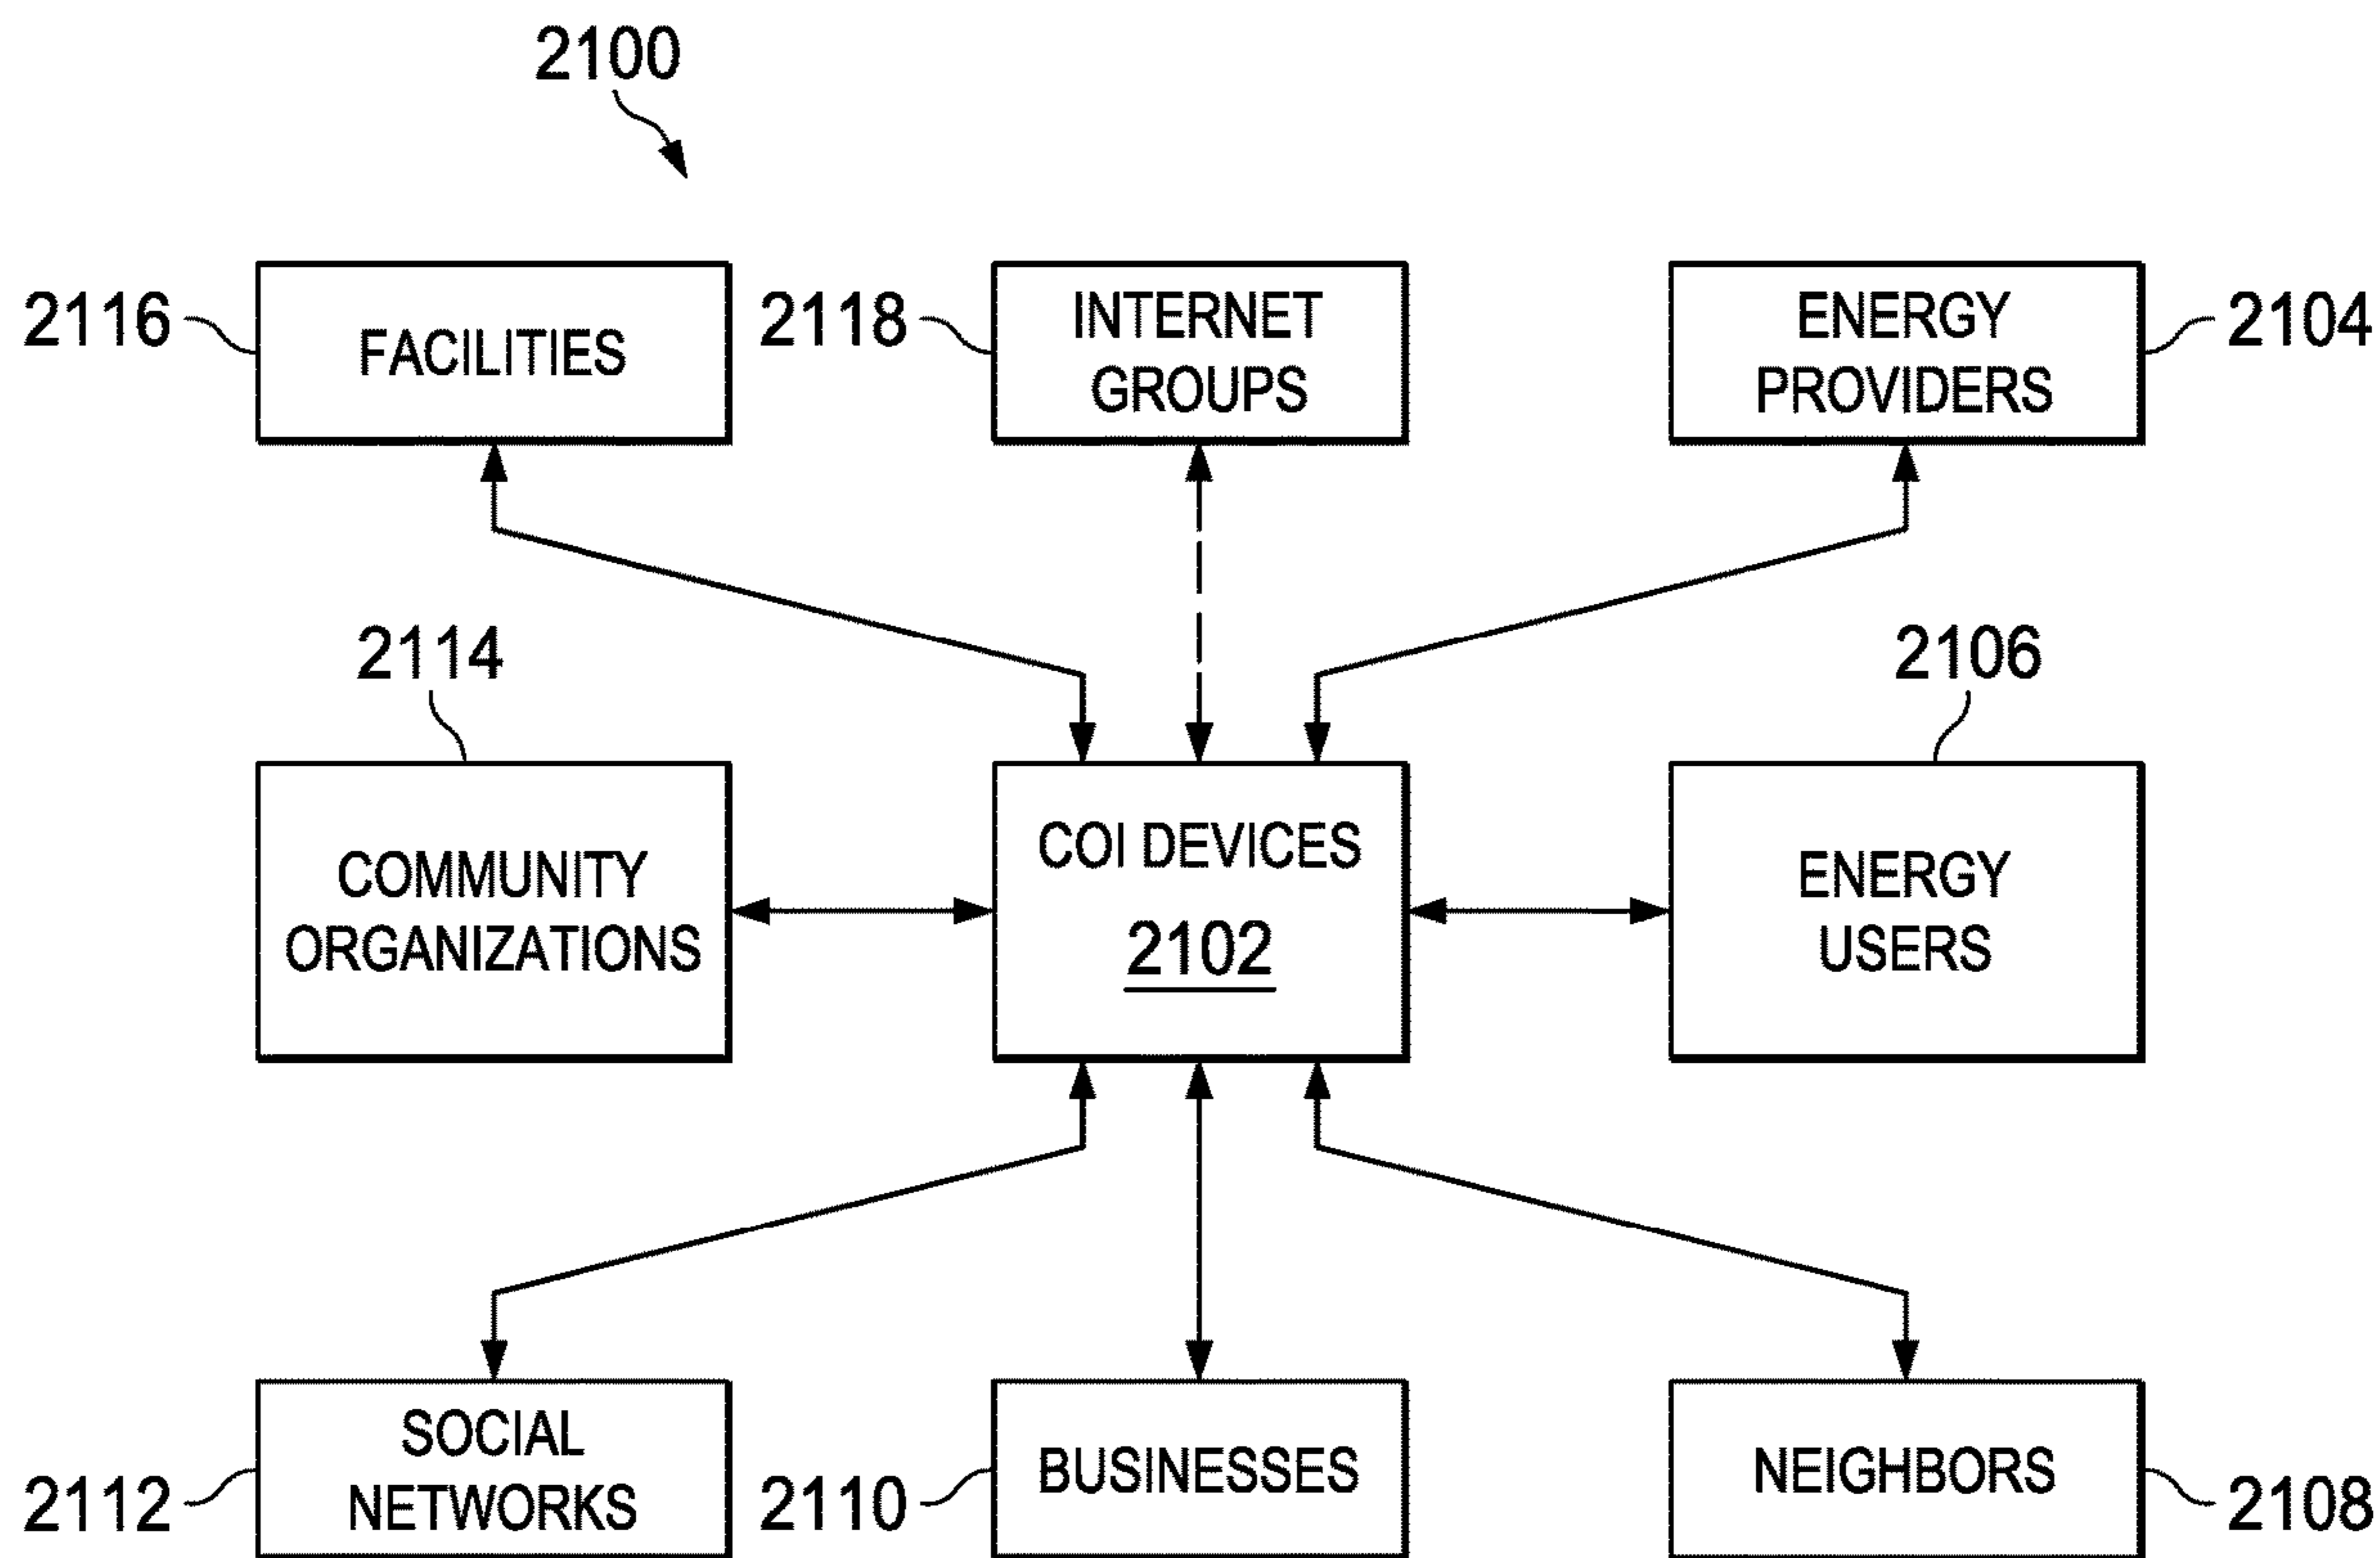 2100
2116
FACILITIES
2118
INTERNET
GROUPS
ENERGY
PROVIDERS
2104
2114
COMMUNITY
ORGANIZATIONS
COI DEVICES
2102
2106
ENERGY
USERS
2112
SOCIAL
NETWORKS
2110
BUSINESSES
NEIGHBORS
2108